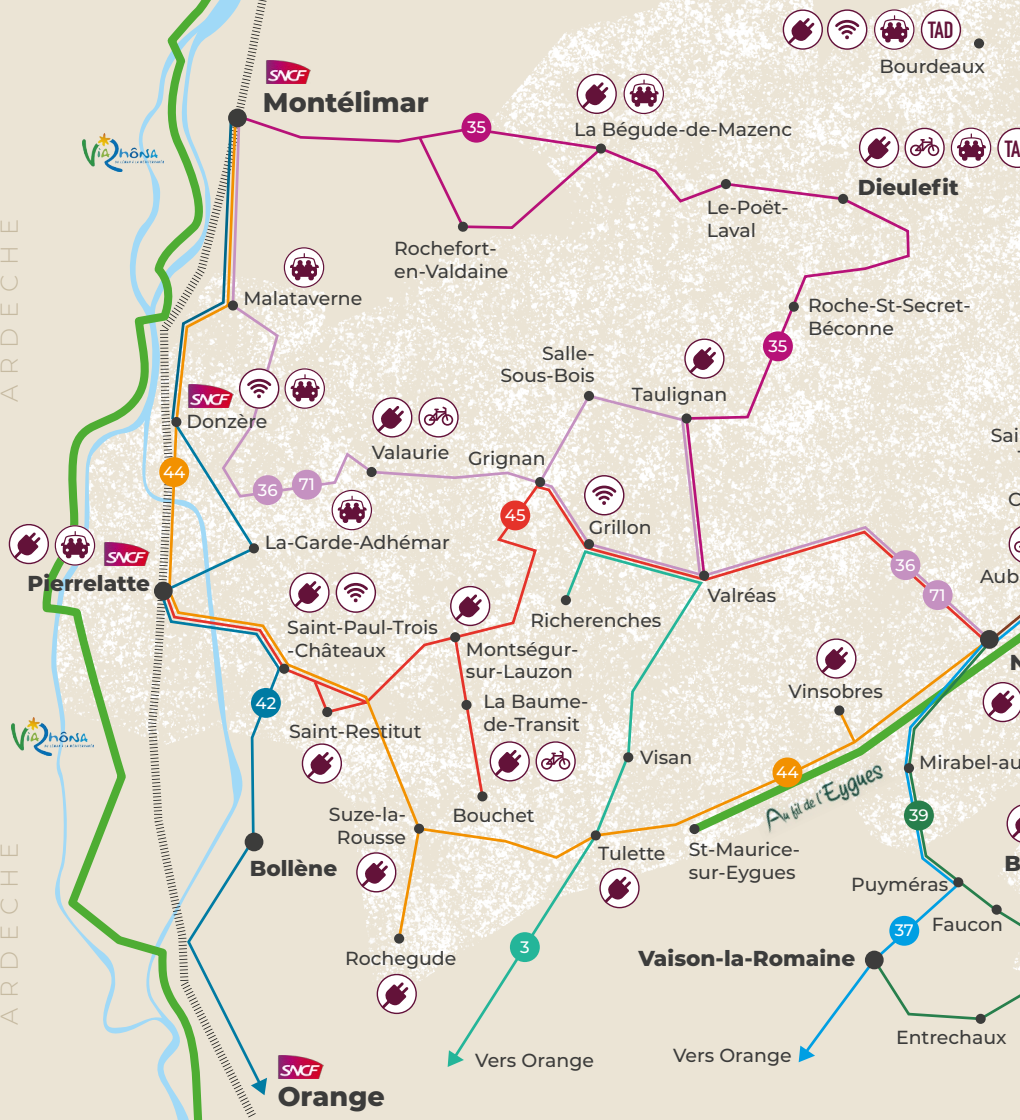 TAD
Bourdeaux
SNCF
Montélimar
35
La Bégude-de-Mazenc
ViaRhôna
Dieulefit
Le-Poët-
Laval
Rochefort-
en-Valdaine
ARDECHE
Malataverne
Roche-St-Secret-
Béconne
35
Salle-
Sous-Bois
Taulignan
SNCF
Donzère
Valaurie
Grignan
44
36
71
45
Grillon
La-Garde-Adhémar
SNCF
Pierrelatte
36
71
Valréas
Richerenches
Saint-Paul-Trois
-Châteaux
Montségur-
sur-Lauzon
Vinsobres
42
La Baume-
de-Transit
Saint-Restitut
ViaRhôna
Visan
44
Mirabel-au
Au fil de l'Eygues
Bouchet
39
Suze-la-
Rousse
Tulette
St-Maurice-
sur-Eygues
Bollène
Puyméras
Faucon
ARDECHE
37
3
Rochegude
Vaison-la-Romaine
Entrechaux
Vers Orange
Vers Orange
SNCF
Orange